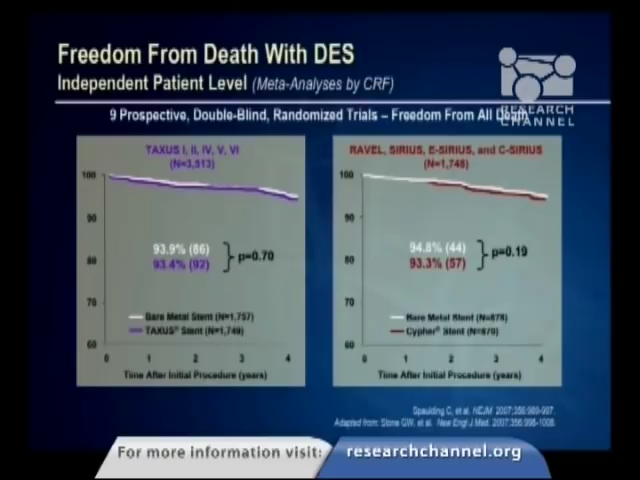 Freedom From Death With DES
Independent Patient Level (Meta-Analyses by CRF)
RESEARCH
CHANNEL
9 Prospective, Double-Blind, Randomized Trials – Freedom From All Death
TAXUS I, II, IV, V, VI
(N=3,513)
100
90
80
70
60
93.9% (86)
93.4% (92)
p=0.70
Bare Metal Stent (N=1,757)
TAXUS® Stent (N=1,749)
0 1 2 3 4
Time After Initial Procedure (years)
RAVEL, SIRIUS, E-SIRIUS, and C-SIRIUS
(N=1,748)
100
90
80
70
60
94.8% (44)
93.3% (57)
p=0.19
Bare Metal Stent (N=878)
Cypher® Stent (N=870)
0 1 2 3 4
Time After Initial Procedure (years)
Spaulding C, et al. NEJM 2007;356:989-997.
Adapted from: Stone GW, et al. New Engl J Med. 2007;356:998-1008.
For more information visit: researchchannel.org